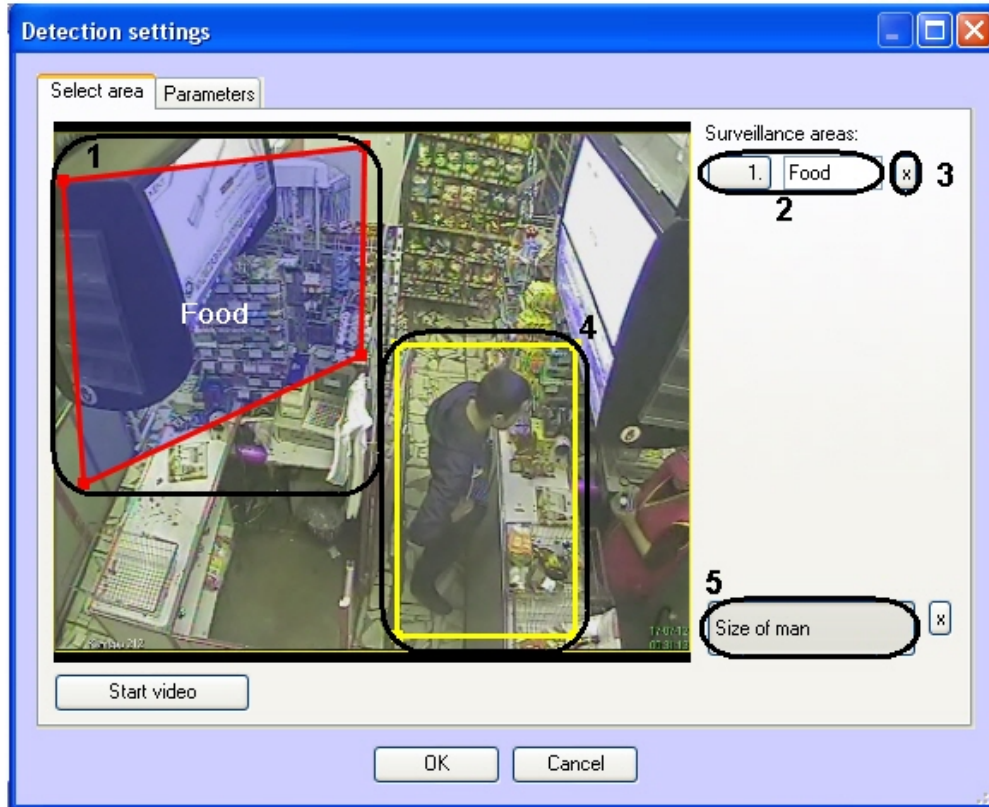 Detection settings
Select area
Parameters
1
Surveillance areas:
1. Food
x
3
2
Food
4
5
Size of man
x
Start video
OK
Cancel